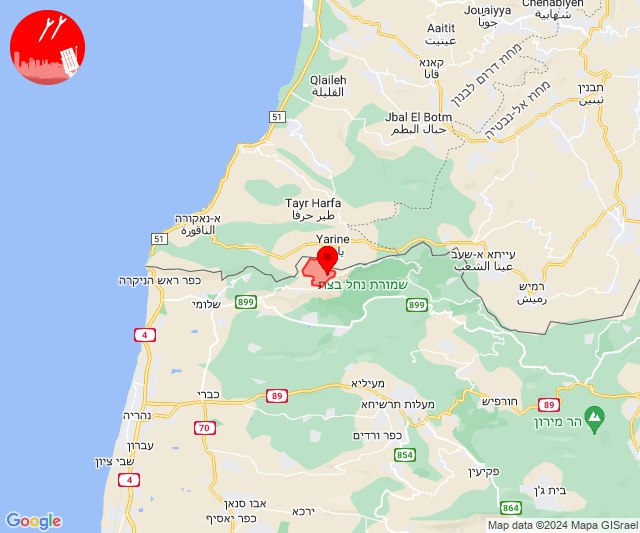 Chehabiyeh
شهابية
Jouaiyya
جويا
Aaitit
عيتيت
מחוז דרום לבנון
קאנא
قانا
Qlaileh
القليلة
מחוז אל-נבטיה
תבנין
تبنين
Jbal El Botm
جبال البطم
51
Tayr Harfa
طير حرفا
א-נאקורה
الناقورة
51
Yarine
עייתא א-שעב
عيتا الشعب
כפר ראש הניקרה
שמורת נחל בצת
רמיש
رميش
899
שלומי
899
4
מעיליא
כברי
89
מעלות תרשיחא
חורפיש
89
נהריה
70
הר מירון
כפר ורדים
עברון
854
שבי ציון
פקיעין
4
בית ג'ן
אבו סנאן
ירכא
864
כפר יאסיף
Google
Map data ©2024 Mapa GISrael